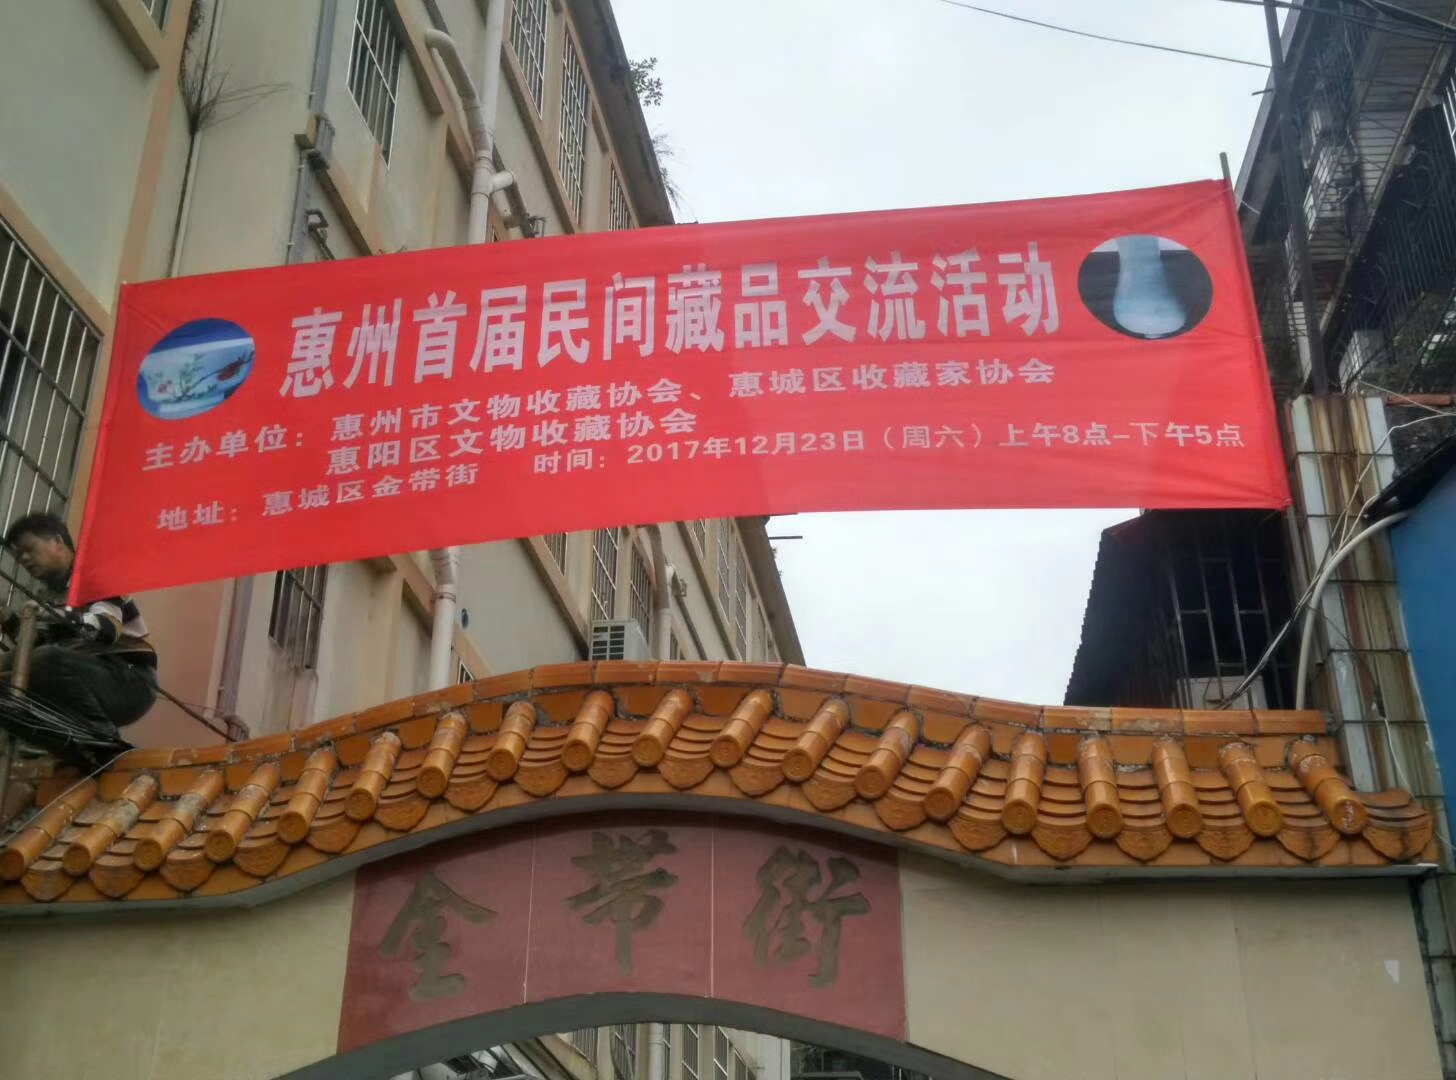 惠州首届民间藏品交流活动
主办单位：惠州市文物收藏协会、惠城区收藏家协会
惠阳区文物收藏协会
地址：惠城区金带街 时间：2017年12月23日（周六）上午8点-下午5点
金带街